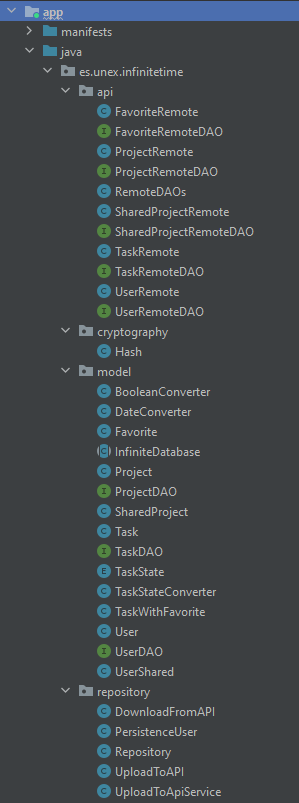 app
manifests
java
es.unex.infinitetime
api
FavoriteRemote
FavoriteRemoteDAO
ProjectRemote
ProjectRemoteDAO
RemoteDAOs
SharedProjectRemote
SharedProjectRemoteDAO
TaskRemote
TaskRemoteDAO
UserRemote
UserRemoteDAO
cryptography
Hash
model
BooleanConverter
DateConverter
Favorite
InfiniteDatabase
Project
ProjectDAO
SharedProject
Task
TaskDAO
TaskState
TaskStateConverter
TaskWithFavorite
User
UserDAO
UserShared
repository
DownloadFromAPI
PersistenceUser
Repository
UploadToAPI
UploadToApiService